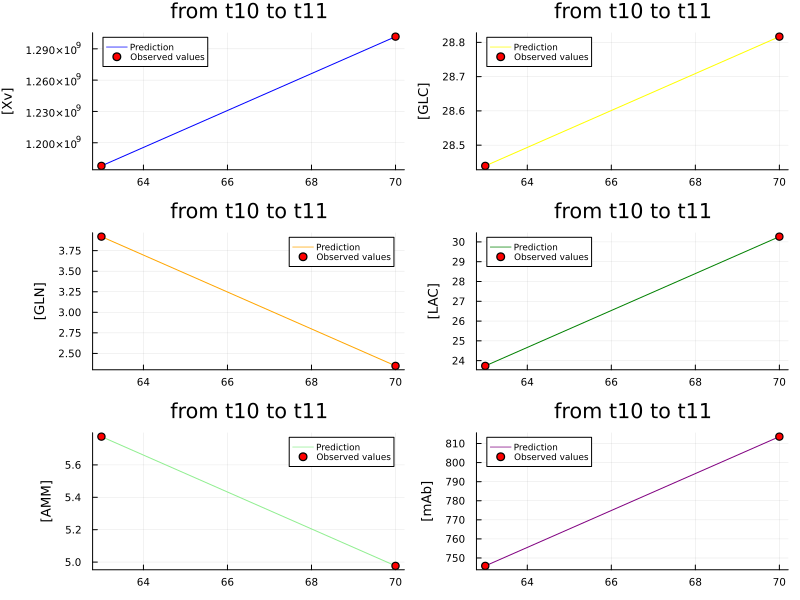 from t10 to t11
[Xv]
1.290×10⁹
1.260×10⁹
1.230×10⁹
1.200×10⁹
Prediction
Observed values
64 66 68 70
from t10 to t11
[GLC]
28.8
28.7
28.6
28.5
Prediction
Observed values
64 66 68 70
from t10 to t11
[GLN]
3.75
3.50
3.25
3.00
2.75
2.50
Prediction
Observed values
64 66 68 70
from t10 to t11
[LAC]
30
29
28
27
26
25
24
Prediction
Observed values
64 66 68 70
from t10 to t11
[AMM]
5.6
5.4
5.2
5.0
Prediction
Observed values
64 66 68 70
from t10 to t11
[mAb]
810
800
790
780
770
760
750
Prediction
Observed values
64 66 68 70